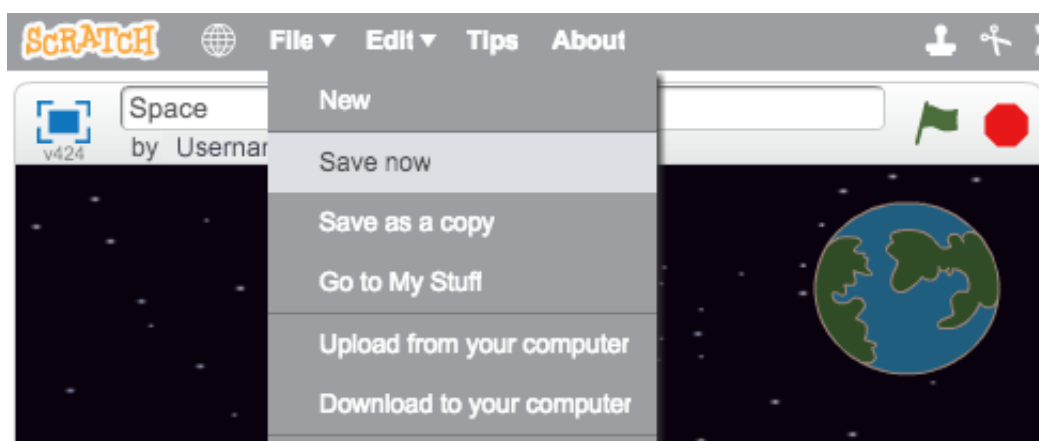 SCRATCH File ▾ Edit ▾ Tips About
New
Space
v424 by
Save now
Save as a copy
Go to My Stuff
Upload from your computer
Download to your computer